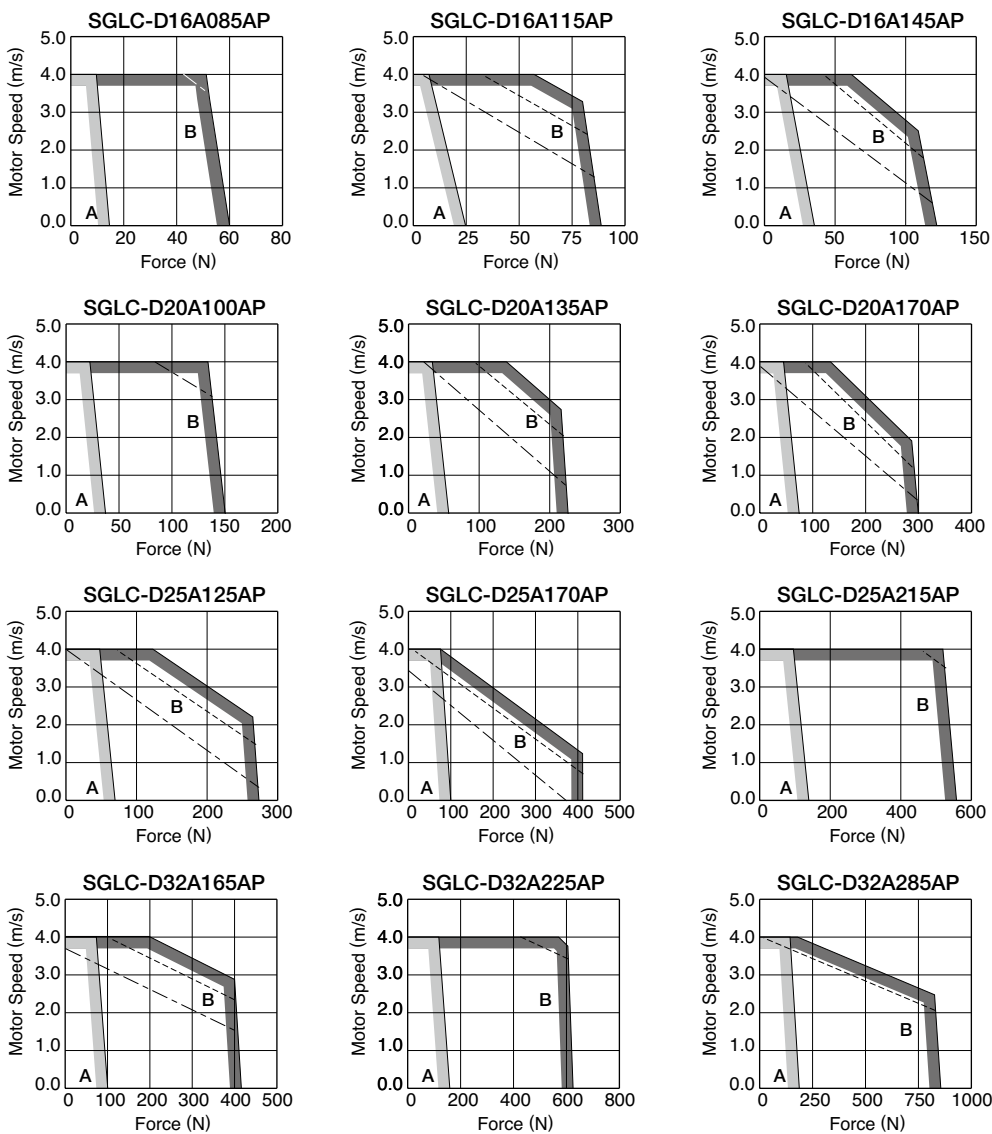 SGLC-D16A085AP
Motor Speed (m/s)
5.0
4.0
3.0
2.0
1.0
0.0
B
A
0 20 40 60 80
Force (N)
SGLC-D16A115AP
Motor Speed (m/s)
5.0
4.0
3.0
2.0
1.0
0.0
B
A
0 25 50 75 100
Force (N)
SGLC-D16A145AP
Motor Speed (m/s)
5.0
4.0
3.0
2.0
1.0
0.0
B
A
0 50 100 150
Force (N)
SGLC-D20A100AP
Motor Speed (m/s)
5.0
4.0
3.0
2.0
1.0
0.0
B
A
0 50 100 150 200
Force (N)
SGLC-D20A135AP
Motor Speed (m/s)
5.0
4.0
3.0
2.0
1.0
0.0
B
A
0 100 200 300
Force (N)
SGLC-D20A170AP
Motor Speed (m/s)
5.0
4.0
3.0
2.0
1.0
0.0
B
A
0 100 200 300 400
Force (N)
SGLC-D25A125AP
Motor Speed (m/s)
5.0
4.0
3.0
2.0
1.0
0.0
B
A
0 100 200 300
Force (N)
SGLC-D25A170AP
Motor Speed (m/s)
5.0
4.0
3.0
2.0
1.0
0.0
B
A
0 100 200 300 400 500
Force (N)
SGLC-D25A215AP
Motor Speed (m/s)
5.0
4.0
3.0
2.0
1.0
0.0
B
A
0 200 400 600
Force (N)
SGLC-D32A165AP
Motor Speed (m/s)
5.0
4.0
3.0
2.0
1.0
0.0
B
A
0 100 200 300 400 500
Force (N)
SGLC-D32A225AP
Motor Speed (m/s)
5.0
4.0
3.0
2.0
1.0
0.0
B
A
0 200 400 600 800
Force (N)
SGLC-D32A285AP
Motor Speed (m/s)
5.0
4.0
3.0
2.0
1.0
0.0
B
A
0 250 500 750 1000
Force (N)